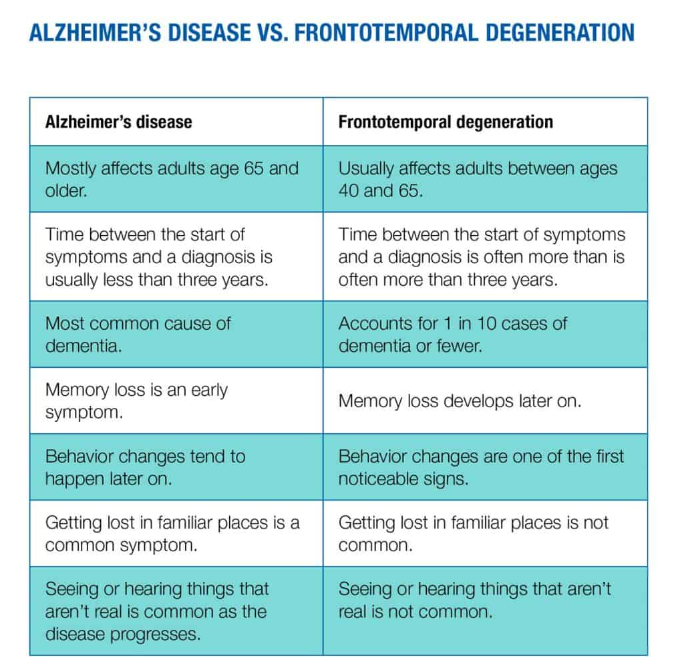 ALZHEIMER'S DISEASE VS. FRONTOTEMPORAL DEGENERATION
Alzheimer's disease
Frontotemporal degeneration
Mostly affects adults age 65 and
older.
Usually affects adults between ages
40 and 65.
Time between the start of
symptoms and a diagnosis is
usually less than three years.
Time between the start of symptoms
and a diagnosis is often more than is
often more than three years.
Most common cause of
dementia.
Accounts for 1 in 10 cases of
dementia or fewer.
Memory loss is an early
symptom.
Memory loss develops later on.
Behavior changes tend to
happen later on.
Behavior changes are one of the first
noticeable signs.
Getting lost in familiar places is a
common symptom.
Getting lost in familiar places is not
common.
Seeing or hearing things that
aren't real is common as the
disease progresses.
Seeing or hearing things that aren't
real is not common.